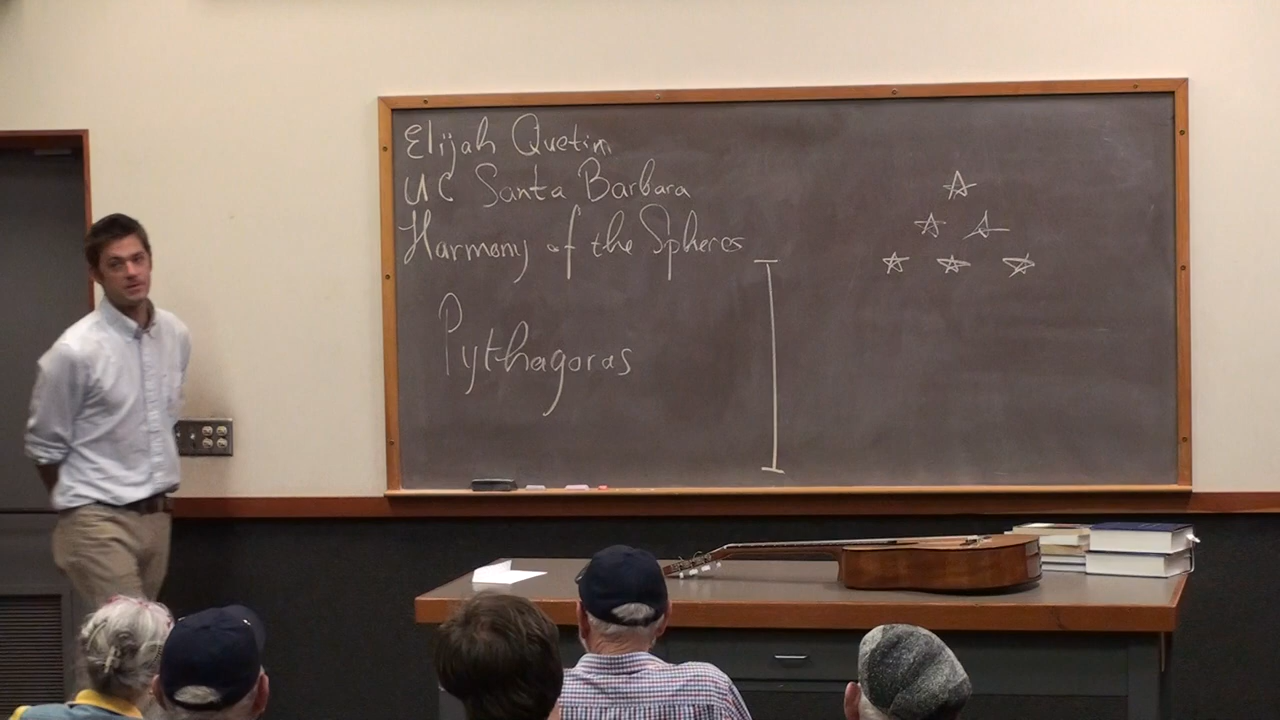 Elijah Quetin
UC Santa Barbara
Harmony of the Spheres
Pythagoras